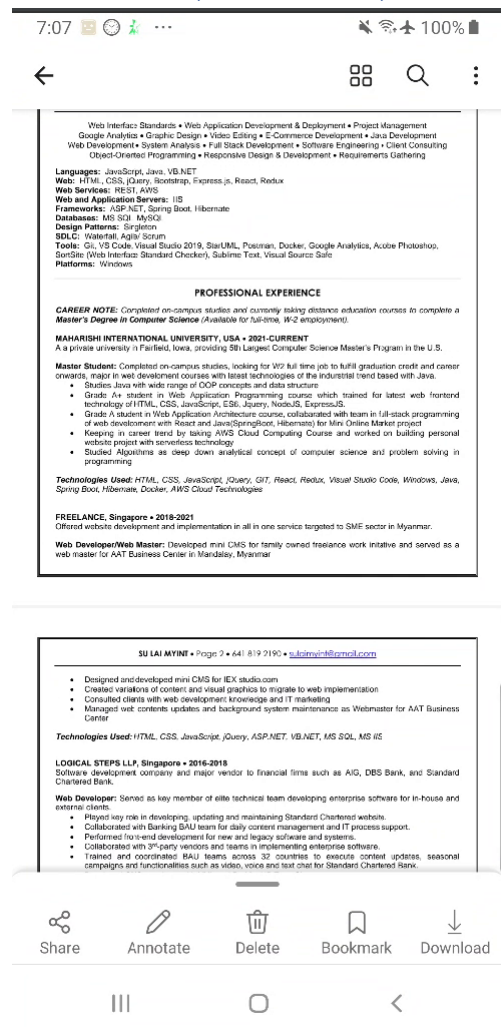 7:07
100%
Web Interface Standards • Web Application Development & Deployment • Project Management
Google Analytics • Graphic Design • Video Editing • E-Commerce Development • Java Development
Web Development • System Analysis • Full Stack Development • Software Engineering • Client Consulting
Object-Oriented Programming • Responsive Design & Development • Requirements Gathering
Languages: JavaScript, Java, VB.NET
Web: HTML, CSS, jQuery, Bootstrap, Express.js, React, Redux
Web Services: REST, AWS
Web and Application Servers: IIS
Frameworks: ASP.NET, Spring Boot, Hibernate
Databases: MS SQL MySQL
Design Patterns: Singleton
SDLC: Waterfall, Agile/ Scrum
Tools: Git, VS Code, Visual Studio 2019, StarUML, Postman, Docker, Google Analytics, Adobe Photoshop,
SortSite (Web Interface Standard Checker), Sublime Text, Visual Source Safe
Platforms: Windows
PROFESSIONAL EXPERIENCE
CAREER NOTE: Completed on-campus studies and currently taking distance education courses to complete a
Master's Degree in Computer Science (Available for full-time, W-2 employment).
MAHARISHI INTERNATIONAL UNIVERSITY, USA • 2021-CURRENT
A a private university in Fairfield, Iowa, providing 5th Largest Computer Science Master's Program in the U.S.
Master Student: Completed on-campus studies, looking for W2 full time job to fulfill graduation credit and career
onwards, major in web develoment courses with latest technologies of the indurstrial trend based with Java.
• Studies Java with wide range of OOP concepts and data structure
• Grade A+ student in Web Application Programming course which trained for latest web frontend
technology of HTML, CSS, JavaScript, ES6, Jquery, NodeJS, ExpressJS.
• Grade A student in Web Application Architecture course, collabarated with team in full-stack programming
of web develcoment with React and Java(SpringBoot, Hibernate) for Mini Online Market project
• Keeping in career trend by taking AWS Cloud Computing Course and worked on building personal
website project with serverless technology
• Studied Algorithms as deep down analytical concept of computer science and problem solving in
programming
Technologies Used: HTML, CSS, JavaScript, jQuery, GIT, React, Redux, Visual Studio Code, Windows, Java,
Spring Boot, Hibernate, Docker, AWS Cloud Technologies
FREELANCE, Singapore • 2018-2021
Offered website development and implementation in all in one service targeted to SME sector in Myanmar.
Web Developer/Web Master: Developed mini CMS for family owned freelance work initative and served as a
web master for AAT Business Center in Mandalay, Myanmar
SU LAI MYINT • Page 2 • 641 819 2190 • sulaimyint@gmail.com
• Designed and developed mini CMS for IEX studio.com
• Created variations of content and visual graphics to migrate to web implementation
• Consulted clients with web development knowledge and IT marketing
• Managed web contents updates and background system maintenance as Webmaster for AAT Business
Center
Technologies Used: HTML, CSS, JavaScript, jQuery, ASP.NET, VB.NET, MS SQL, MS IIS
LOGICAL STEPS LLP, Singapore • 2016-2018
Software development company and major vendor to financial firms such as AIG, DBS Bank, and Standard
Chartered Bank.
Web Developer: Served as key member of elite technical team developing enterprise software for in-house and
external clients.
• Played key role in developing, updating and maintaining Standard Chartered website.
• Collaborated with Banking BAU team for daily content management and IT process support.
• Performed front-end development for new and legacy software and systems.
• Collaborated with 3rd-party vendors and teams in implementing enterprise software.
• Trained and coordinated BAU teams across 32 countries to execute content updates, seasonal
campaigns and functionalities such as video, voice and text chat for Standard Chartered Bank.
Share Annotate Delete Bookmark Download